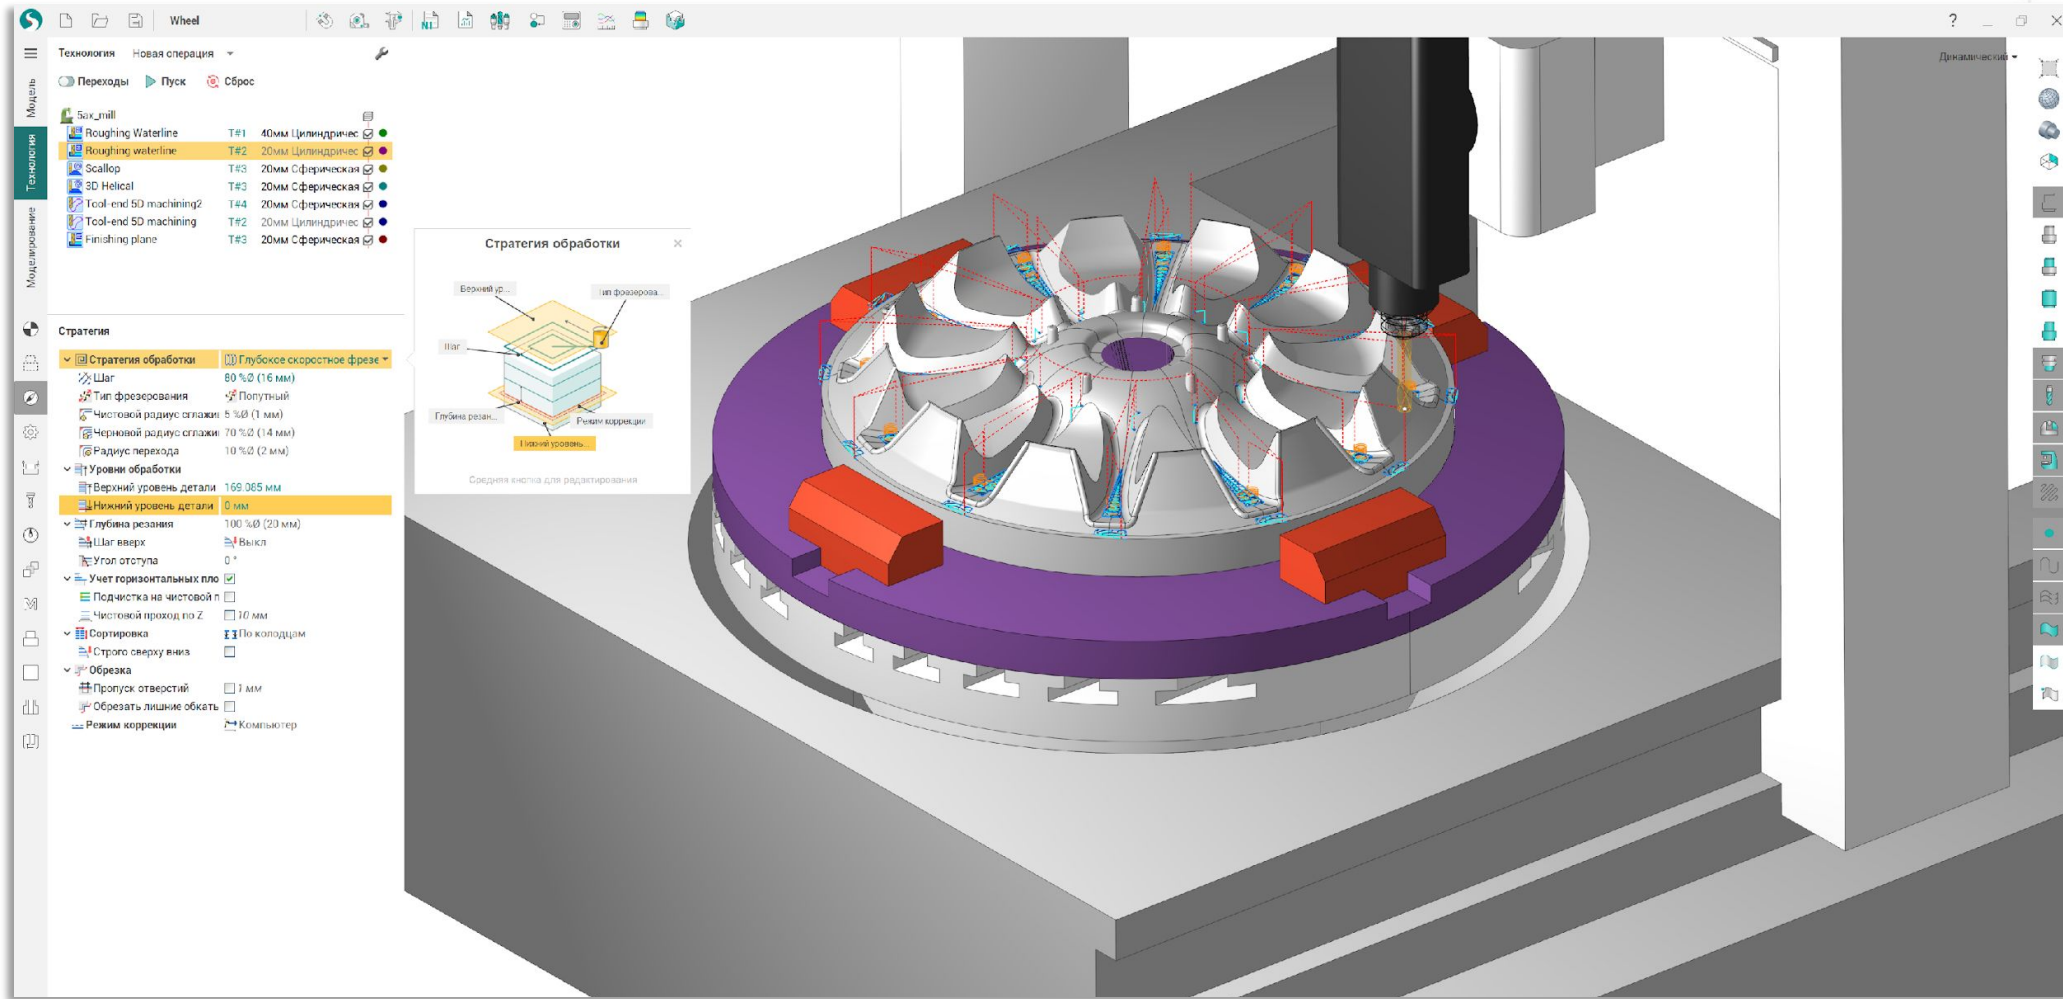 Wheel
?
Технология Новая операция
Переходы Пуск Сброс
Модель
Технология
Моделирование
5ax_mill
Roughing Waterline T#1 40мм Цилиндричес
Roughing waterline T#2 20мм Цилиндричес
Scallop T#3 20мм Сферическая
3D Helical T#3 20мм Сферическая
Tool-end 5D machining2 T#4 20мм Сферическая
Tool-end 5D machining T#2 20мм Цилиндричес
Finishing plane T#3 20мм Сферическая
Стратегия
Стратегия обработки Глубокое скоростное фрезе
Шаг 80 %Ø (16 мм)
Тип фрезерования Попутный
Чистовой радиус сглажи 5 %Ø (1 мм)
Черновой радиус сглажи 70 %Ø (14 мм)
Радиус перехода 10 %Ø (2 мм)
Уровни обработки
Верхний уровень детали 169.085 мм
Нижний уровень детали 0 мм
Глубина резания 100 %Ø (20 мм)
Шаг вверх Выкл
Угол отступа 0 °
Учет горизонтальных пло
Подчистка на чистовой п
Чистовой проход по Z 10 мм
Сортировка По колодцам
Строго сверху вниз
Обрезка
Пропуск отверстий 1 мм
Обрезать лишние обкать
Режим коррекции Компьютер
Стратегия обработки
Верхний ур...
Тип фрезерова...
Шаг
Глубина резан...
Режим коррекции
Нижний уровень...
Средняя кнопка для редактирования
Динамический